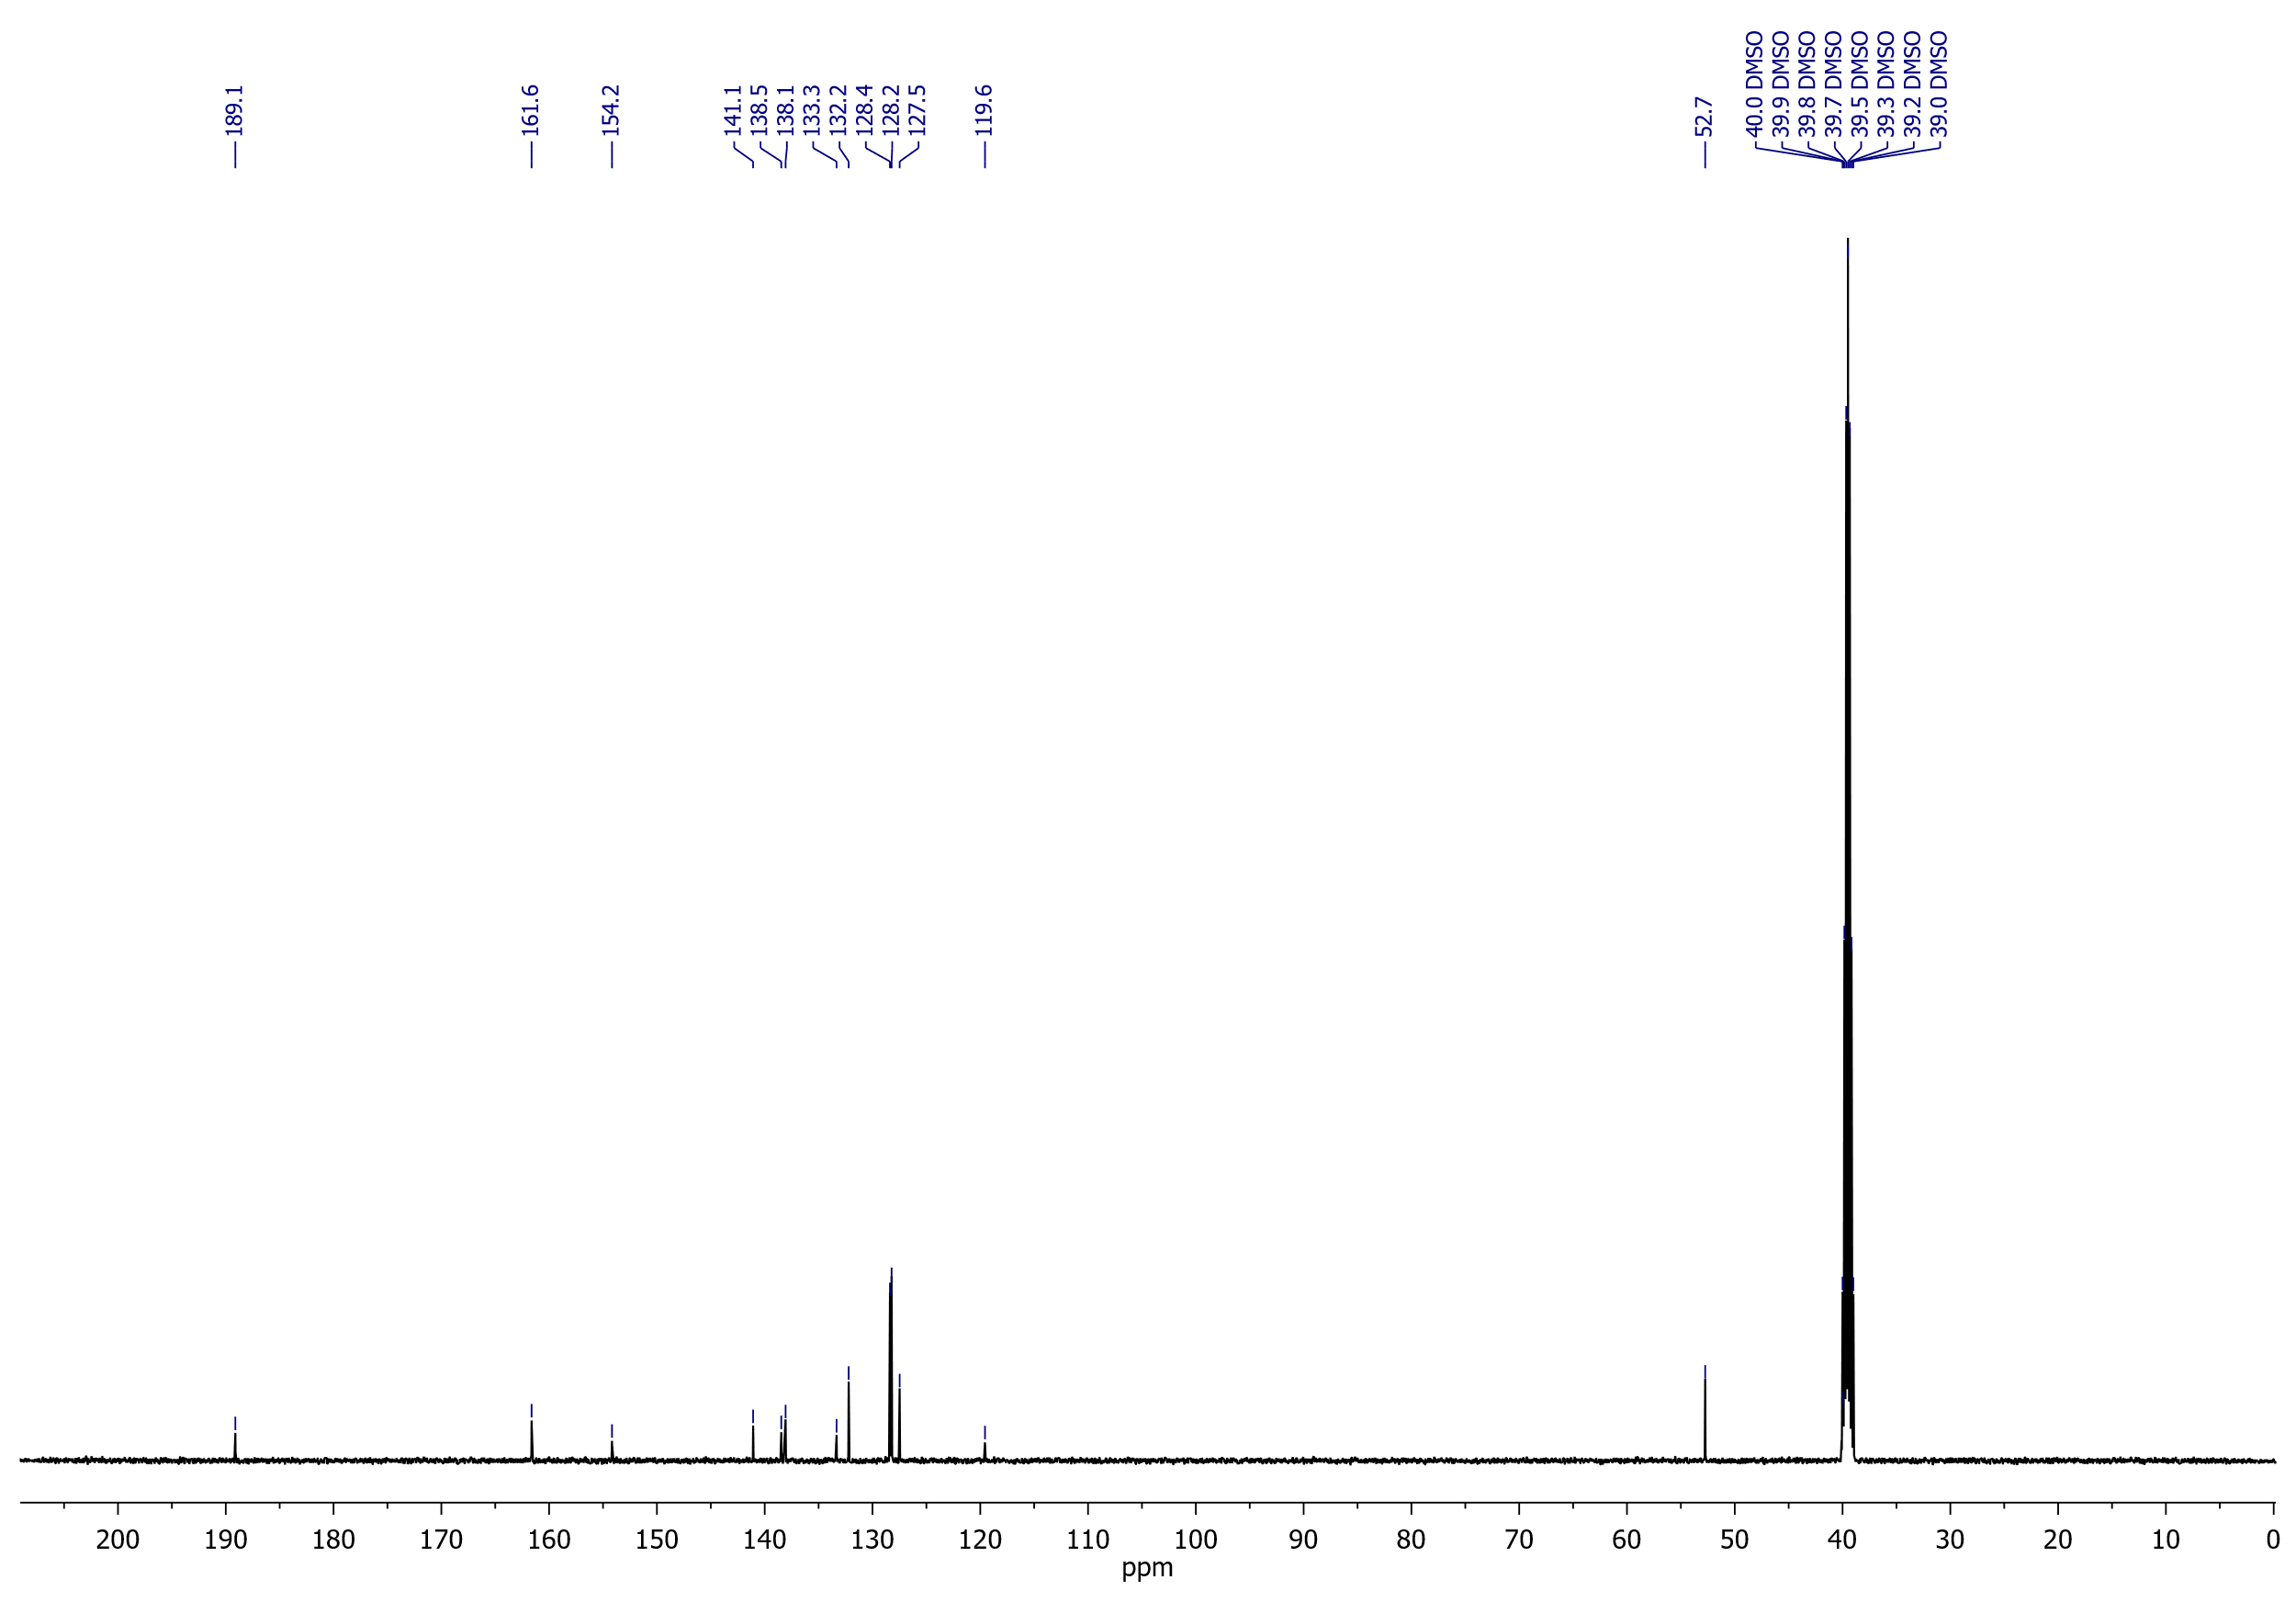 189.1
161.6
154.2
141.1
138.5
138.1
133.3
132.2
128.4
128.2
127.5
119.6
52.7
40.0 DMSO
39.9 DMSO
39.8 DMSO
39.7 DMSO
39.5 DMSO
39.3 DMSO
39.2 DMSO
39.0 DMSO
200 190 180 170 160 150 140 130 120 110 100 90 80 70 60 50 40 30 20 10 0
ppm